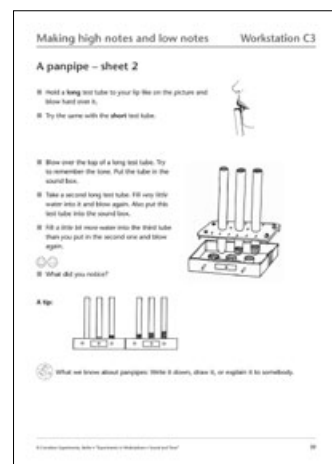 Making high notes and low notes Workstation C3
A panpipe – sheet 2
Hold a long test tube to your lip like on the picture and
blow hard over it.
Try the same with the short test tube.
Blow over the top of a long test tube. Try
to remember the tone. Put the tube in the
sound box.
Take a second long test tube. Fill very little
water into it and blow again. Also put this
test tube into the sound box.
Fill a little bit more water into the third tube
than you put in the second one and blow
again.
What did you notice?
A tip:
What we know about panpipes: Write it down, draw it, or explain it to somebody.